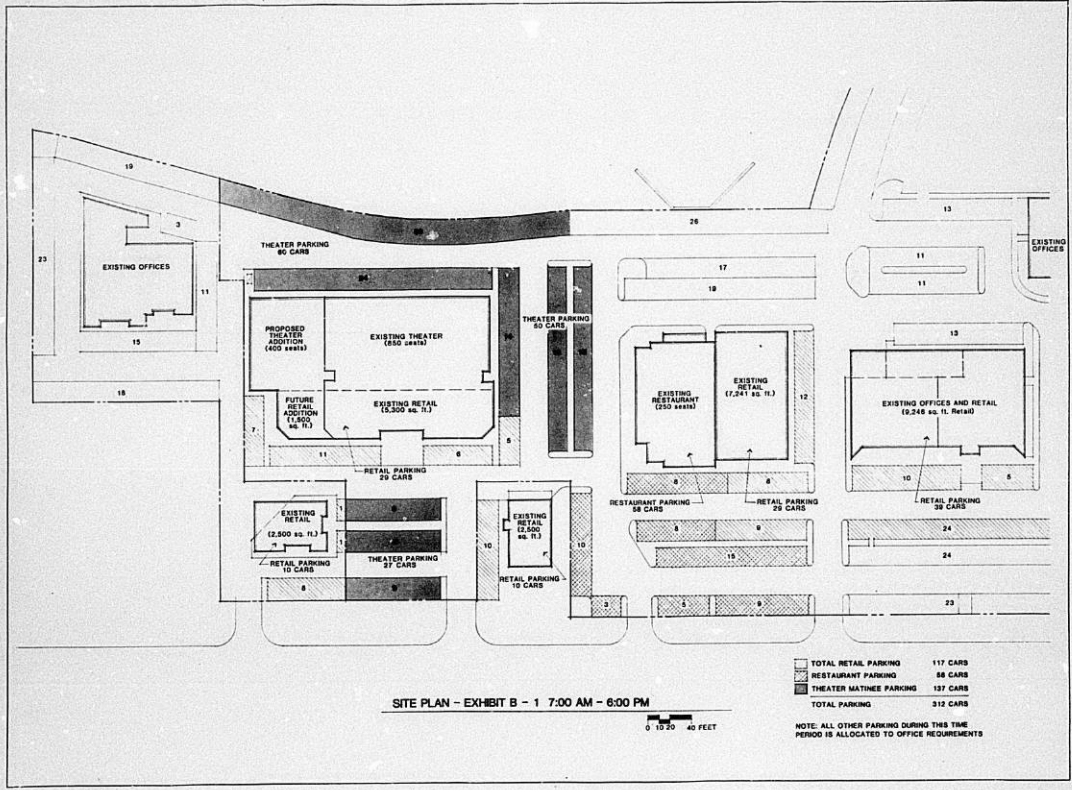 19
3
23
EXISTING OFFICES
11
15
18
THEATER PARKING
60 CARS
26
13
EXISTING
OFFICES
17
19
11
11
THEATER PARKING
50 CARS
PROPOSED
THEATER
ADDITION
(400 seats)
EXISTING THEATER
(850 seats)
FUTURE
RETAIL
ADDITION
(1,500
sq. ft.)
EXISTING RETAIL
(5,300 sq. ft.)
7
11
6
5
RETAIL PARKING
29 CARS
EXISTING
RESTAURANT
(250 seats)
EXISTING
RETAIL
(7,241 sq. ft.)
12
13
EXISTING OFFICES AND RETAIL
(9,246 sq. ft. Retail)
8
RESTAURANT PARKING
58 CARS
RETAIL PARKING
29 CARS
10
5
RETAIL PARKING
39 CARS
EXISTING
RETAIL
(2,500 sq. ft.)
RETAIL PARKING
10 CARS
1
1
9
THEATER PARKING
27 CARS
8
9
10
EXISTING
RETAIL
(2,500
sq. ft.)
RETAIL PARKING
10 CARS
10
3
8
9
15
5
9
24
24
23
TOTAL RETAIL PARKING 117 CARS
RESTAURANT PARKING 58 CARS
THEATER MATINEE PARKING 137 CARS
TOTAL PARKING 312 CARS
NOTE: ALL OTHER PARKING DURING THIS TIME
PERIOD IS ALLOCATED TO OFFICE REQUIREMENTS
SITE PLAN - EXHIBIT B - 1 7:00 AM - 6:00 PM
0 10 20 40 FEET